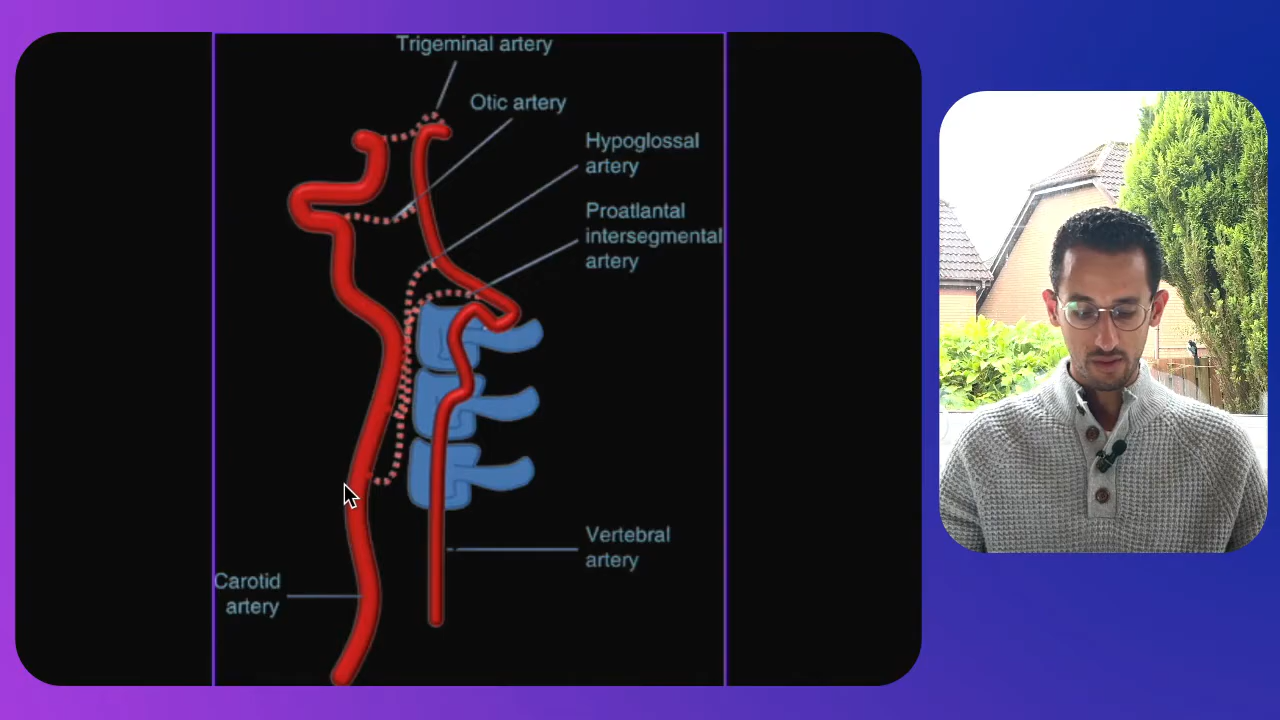 Trigeminal artery
Otic artery
Hypoglossal
artery
Proatlantal
intersegmental
artery
Vertebral
artery
Carotid
artery